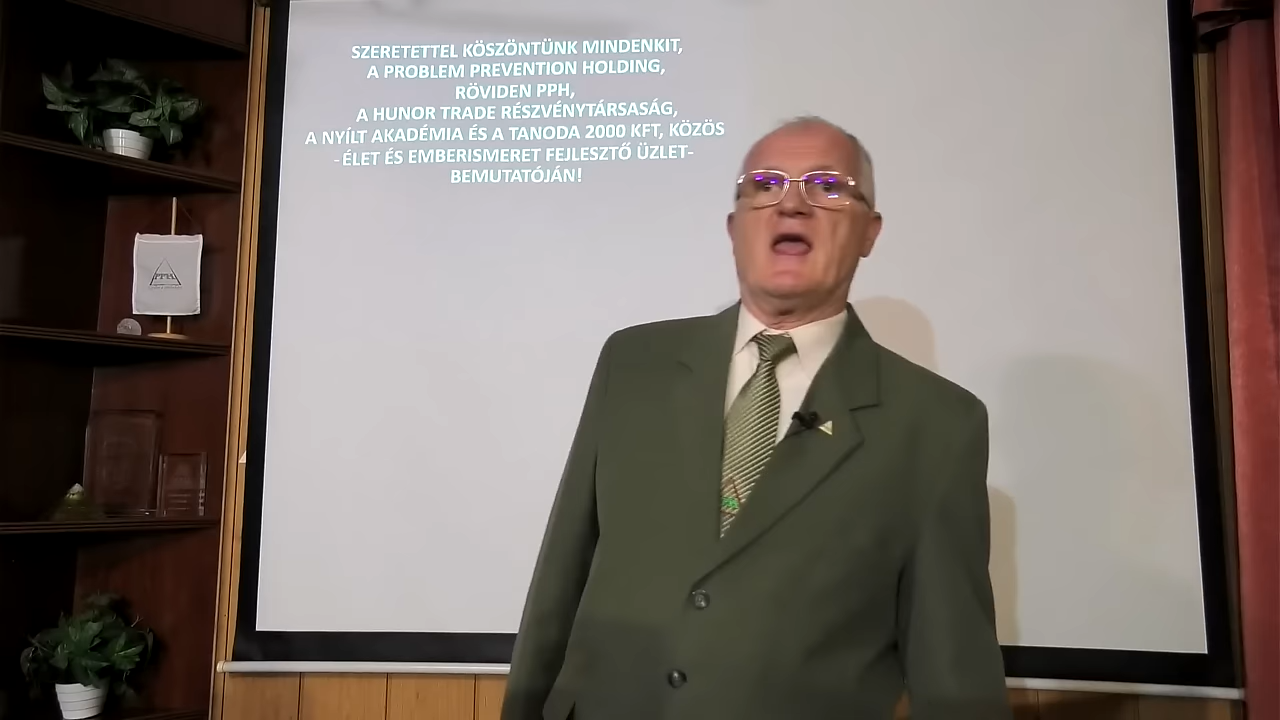 SZERETETTEL KÖSZÖNTÜNK MINDENKIT,
A PROBLEM PREVENTION HOLDING,
RÖVIDEN PPH,
A HUNOR TRADE RÉSZVÉNYTÁRSASÁG,
A NYÍLT AKADÉMIA ÉS A TANODA 2000 KFT, KÖZÖS
-ÉLET ÉS EMBERISMERET FEJLESZTŐ ÜZLET-
BEMUTATÓJÁN!